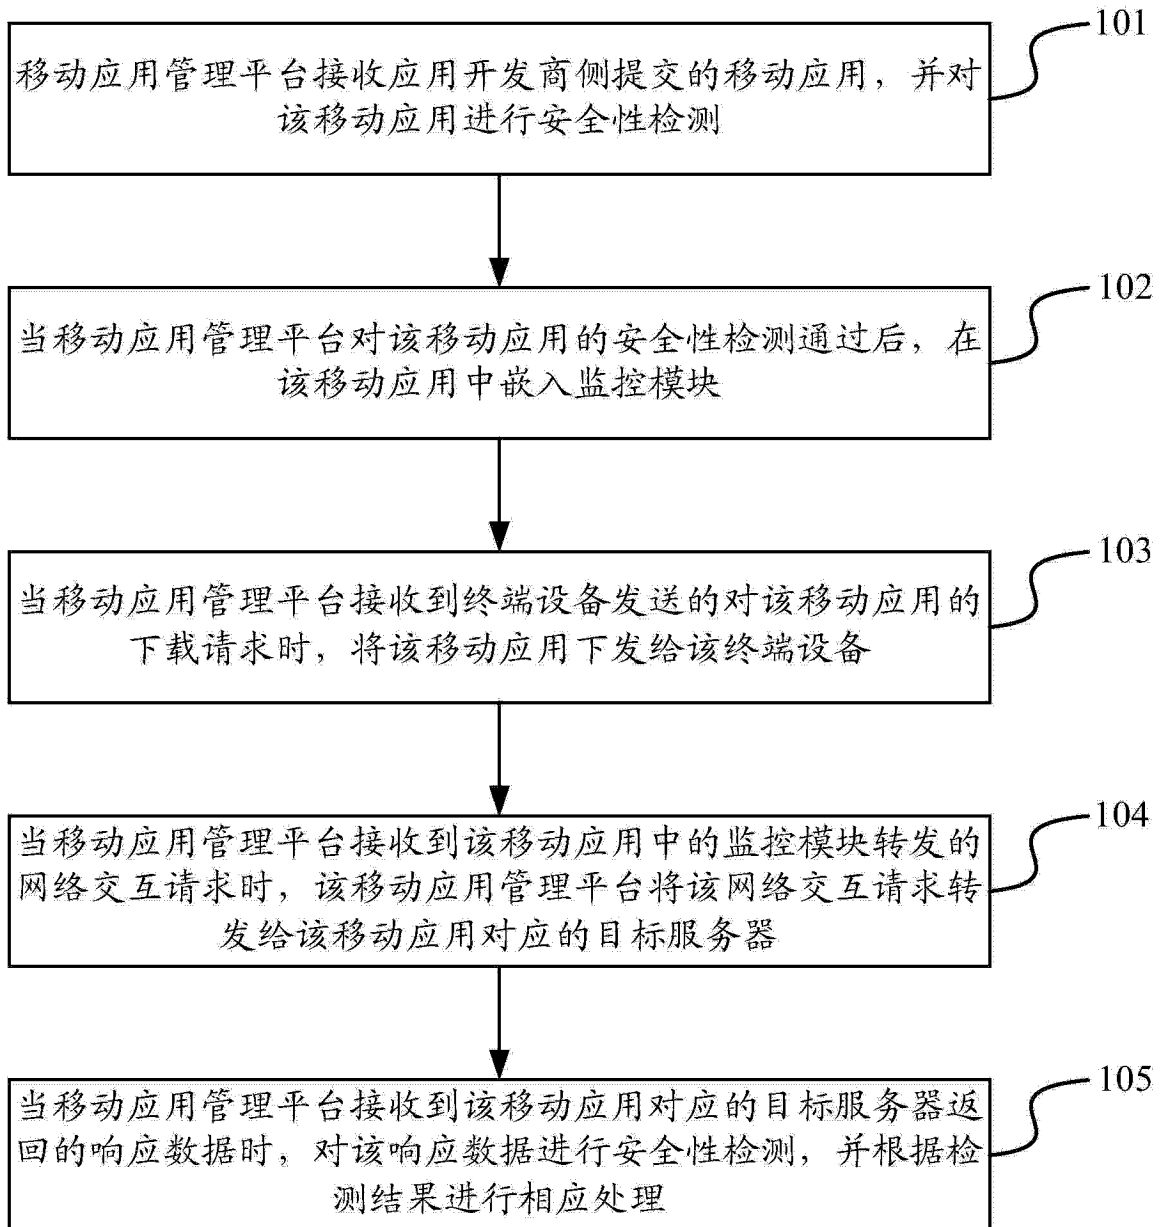 101
移动应用管理平台接收应用开发商侧提交的移动应用，并对
该移动应用进行安全性检测
102
当移动应用管理平台对该移动应用的安全性检测通过后，在
该移动应用中嵌入监控模块
103
当移动应用管理平台接收到终端设备发送的对该移动应用的
下载请求时，将该移动应用下发给该终端设备
104
当移动应用管理平台接收到该移动应用中的监控模块转发的
网络交互请求时，该移动应用管理平台将该网络交互请求转
发给该移动应用对应的目标服务器
105
当移动应用管理平台接收到该移动应用对应的目标服务器返
回的响应数据时，对该响应数据进行安全性检测，并根据检
测结果进行相应处理